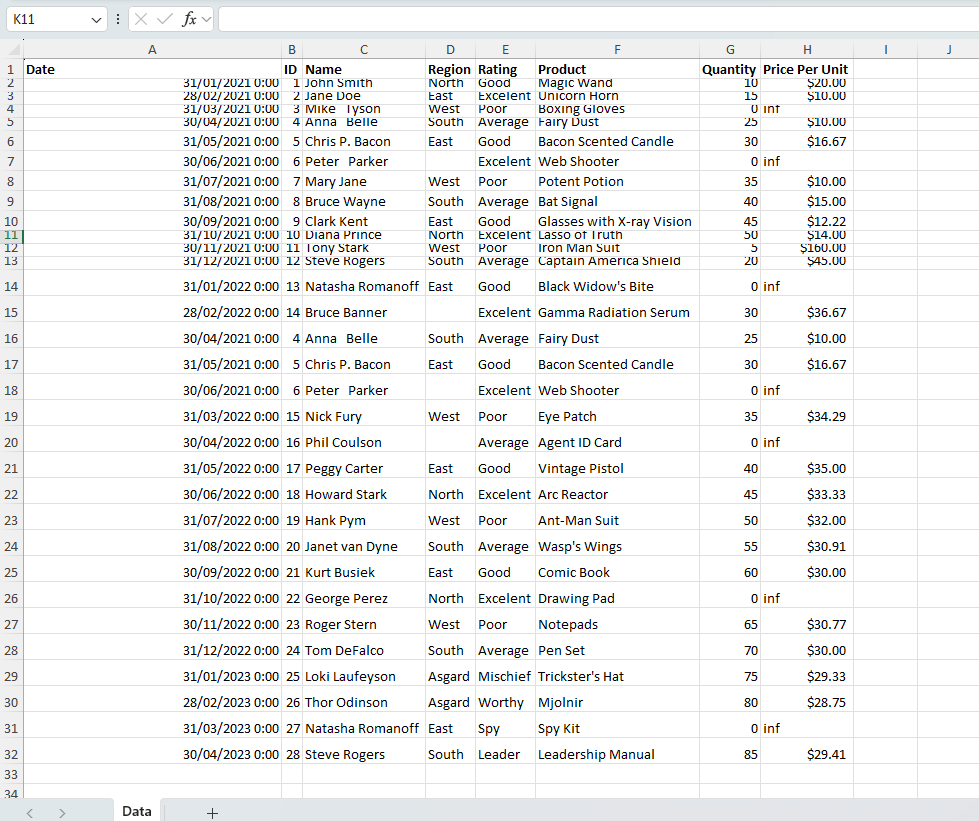 K11 fx
A B C D E F G H I J
1 Date ID Name Region Rating Product Quantity Price Per Unit
2 31/01/2021 0:00 1 John Smith North Good Magic Wand 10 $20.00
3 28/02/2021 0:00 2 Jane Doe East Excelent Unicorn Horn 15 $10.00
4 31/03/2021 0:00 3 Mike Tyson West Poor Boxing Gloves 0 inf
5 30/04/2021 0:00 4 Anna Belle South Average Fairy Dust 25 $10.00
6 31/05/2021 0:00 5 Chris P. Bacon East Good Bacon Scented Candle 30 $16.67
7 30/06/2021 0:00 6 Peter Parker Excelent Web Shooter 0 inf
8 31/07/2021 0:00 7 Mary Jane West Poor Potent Potion 35 $10.00
9 31/08/2021 0:00 8 Bruce Wayne South Average Bat Signal 40 $15.00
10 30/09/2021 0:00 9 Clark Kent East Good Glasses with X-ray Vision 45 $12.22
11 31/10/2021 0:00 10 Diana Prince North Excelent Lasso of Truth 50 $14.00
12 30/11/2021 0:00 11 Tony Stark West Poor Iron Man Suit 5 $160.00
13 31/12/2021 0:00 12 Steve Rogers South Average Captain America Shield 20 $45.00
14 31/01/2022 0:00 13 Natasha Romanoff East Good Black Widow's Bite 0 inf
15 28/02/2022 0:00 14 Bruce Banner Excelent Gamma Radiation Serum 30 $36.67
16 30/04/2021 0:00 4 Anna Belle South Average Fairy Dust 25 $10.00
17 31/05/2021 0:00 5 Chris P. Bacon East Good Bacon Scented Candle 30 $16.67
18 30/06/2021 0:00 6 Peter Parker Excelent Web Shooter 0 inf
19 31/03/2022 0:00 15 Nick Fury West Poor Eye Patch 35 $34.29
20 30/04/2022 0:00 16 Phil Coulson Average Agent ID Card 0 inf
21 31/05/2022 0:00 17 Peggy Carter East Good Vintage Pistol 40 $35.00
22 30/06/2022 0:00 18 Howard Stark North Excelent Arc Reactor 45 $33.33
23 31/07/2022 0:00 19 Hank Pym West Poor Ant-Man Suit 50 $32.00
24 31/08/2022 0:00 20 Janet van Dyne South Average Wasp's Wings 55 $30.91
25 30/09/2022 0:00 21 Kurt Busiek East Good Comic Book 60 $30.00
26 31/10/2022 0:00 22 George Perez North Excelent Drawing Pad 0 inf
27 30/11/2022 0:00 23 Roger Stern West Poor Notepads 65 $30.77
28 31/12/2022 0:00 24 Tom DeFalco South Average Pen Set 70 $30.00
29 31/01/2023 0:00 25 Loki Laufeyson Asgard Mischief Trickster's Hat 75 $29.33
30 28/02/2023 0:00 26 Thor Odinson Asgard Worthy Mjolnir 80 $28.75
31 31/03/2023 0:00 27 Natasha Romanoff East Spy Spy Kit 0 inf
32 30/04/2023 0:00 28 Steve Rogers South Leader Leadership Manual 85 $29.41
33
34
Data